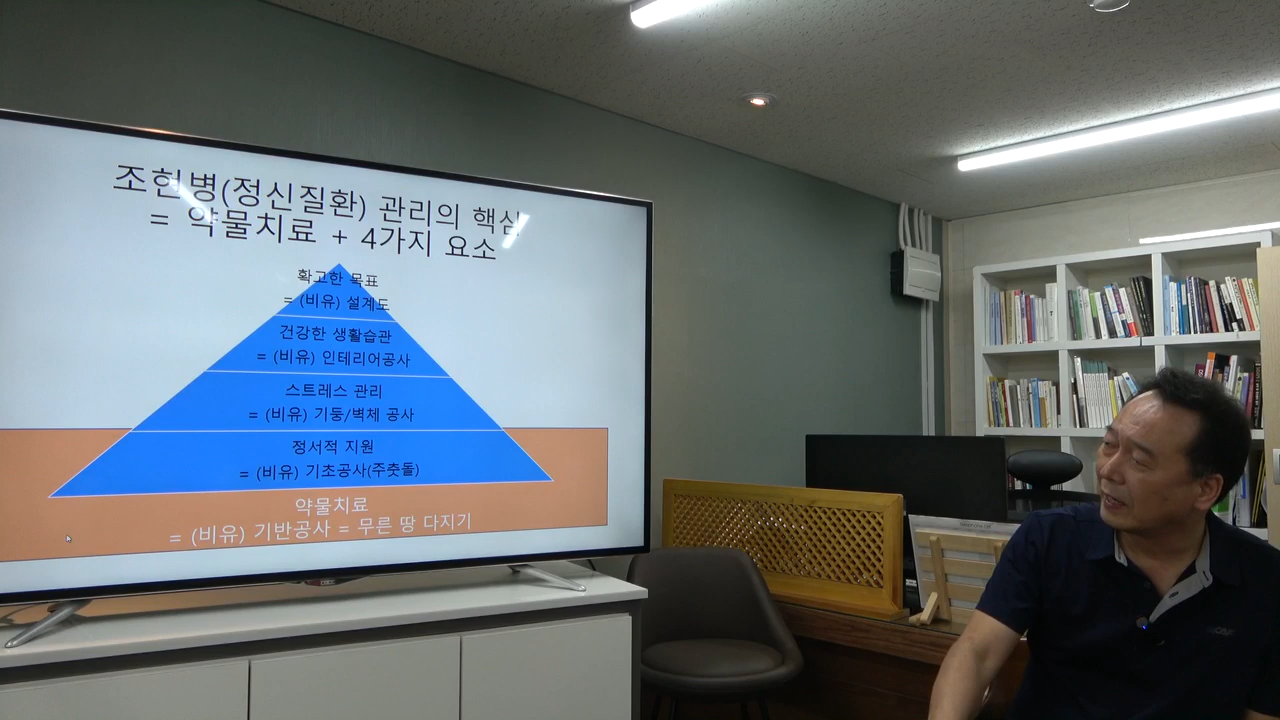 조현병(정신질환) 관리의 핵심
= 약물치료 + 4가지 요소
확고한 목표
= (비유) 설계도
건강한 생활습관
= (비유) 인테리어공사
스트레스 관리
= (비유) 기둥/벽체 공사
정서적 지원
= (비유) 기초공사(주춧돌)
약물치료
= (비유) 기반공사 = 무른 땅 다지기